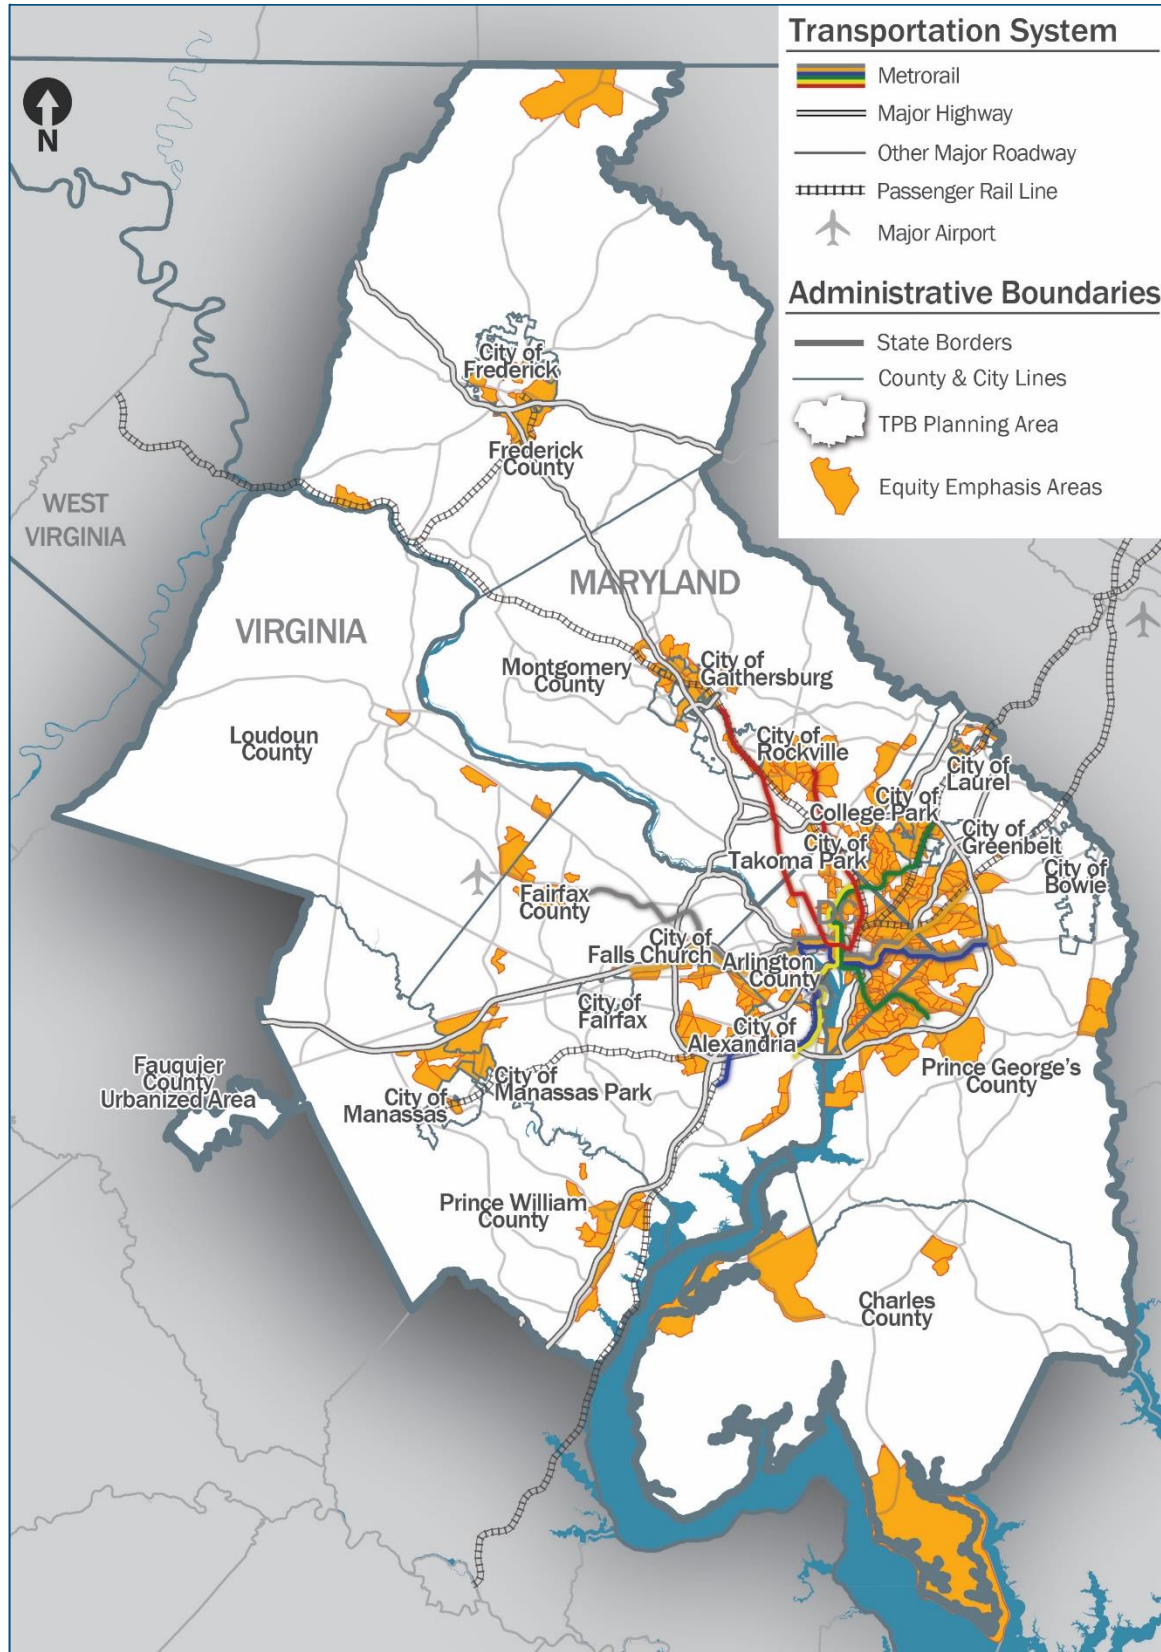 Transportation System
Metrorail
Major Highway
Other Major Roadway
Passenger Rail Line
Major Airport
Administrative Boundaries
State Borders
County & City Lines
TPB Planning Area
Equity Emphasis Areas
N
City of
Frederick
Frederick
County
WEST
VIRGINIA
MARYLAND
VIRGINIA
Montgomery
County
City of
Gaithersburg
Loudoun
County
City of
Rockville
City of
Laurel
City of
College Park
City of
Greenbelt
City of
Takoma Park
City of
Bowie
Fairfax
County
City of
Falls Church
Arlington
County
City of
Fairfax
City of
Alexandria
Prince George's
County
Fauquier
County
Urbanized Area
City of
Manassas Park
City of
Manassas
Prince William
County
Charles
County